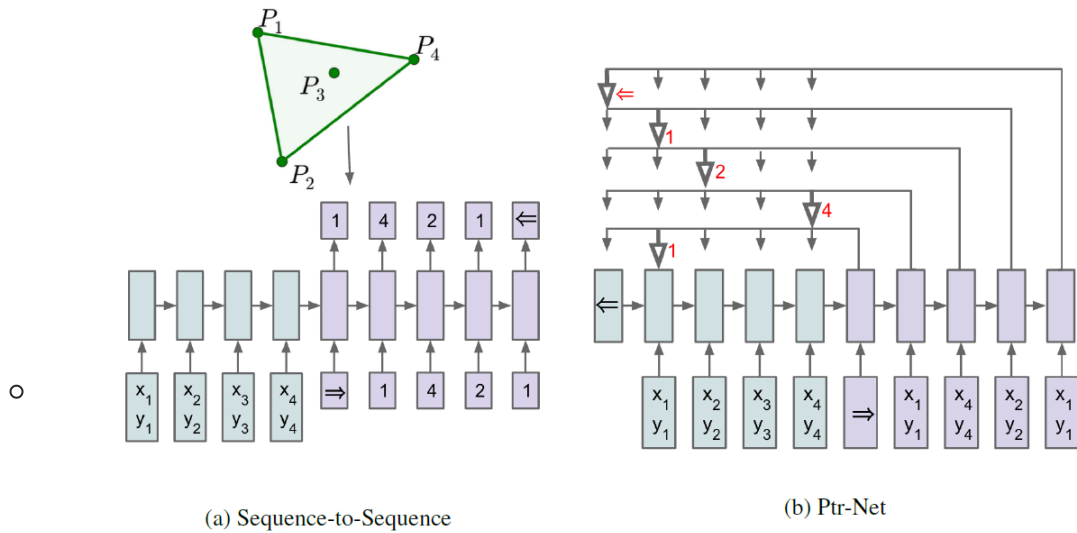 P1
P4
P3
P2
1 4 2 1 ⇐
x1 y1 x2 y2 x3 y3 x4 y4 ⇒ 1 4 2 1
(a) Sequence-to-Sequence
⇐
1
2
4
1
⇐
x1 x2 x3 x4 ⇒ x1 x4 x2 x1
y1 y2 y3 y4 y1 y4 y2 y1
(b) Ptr-Net